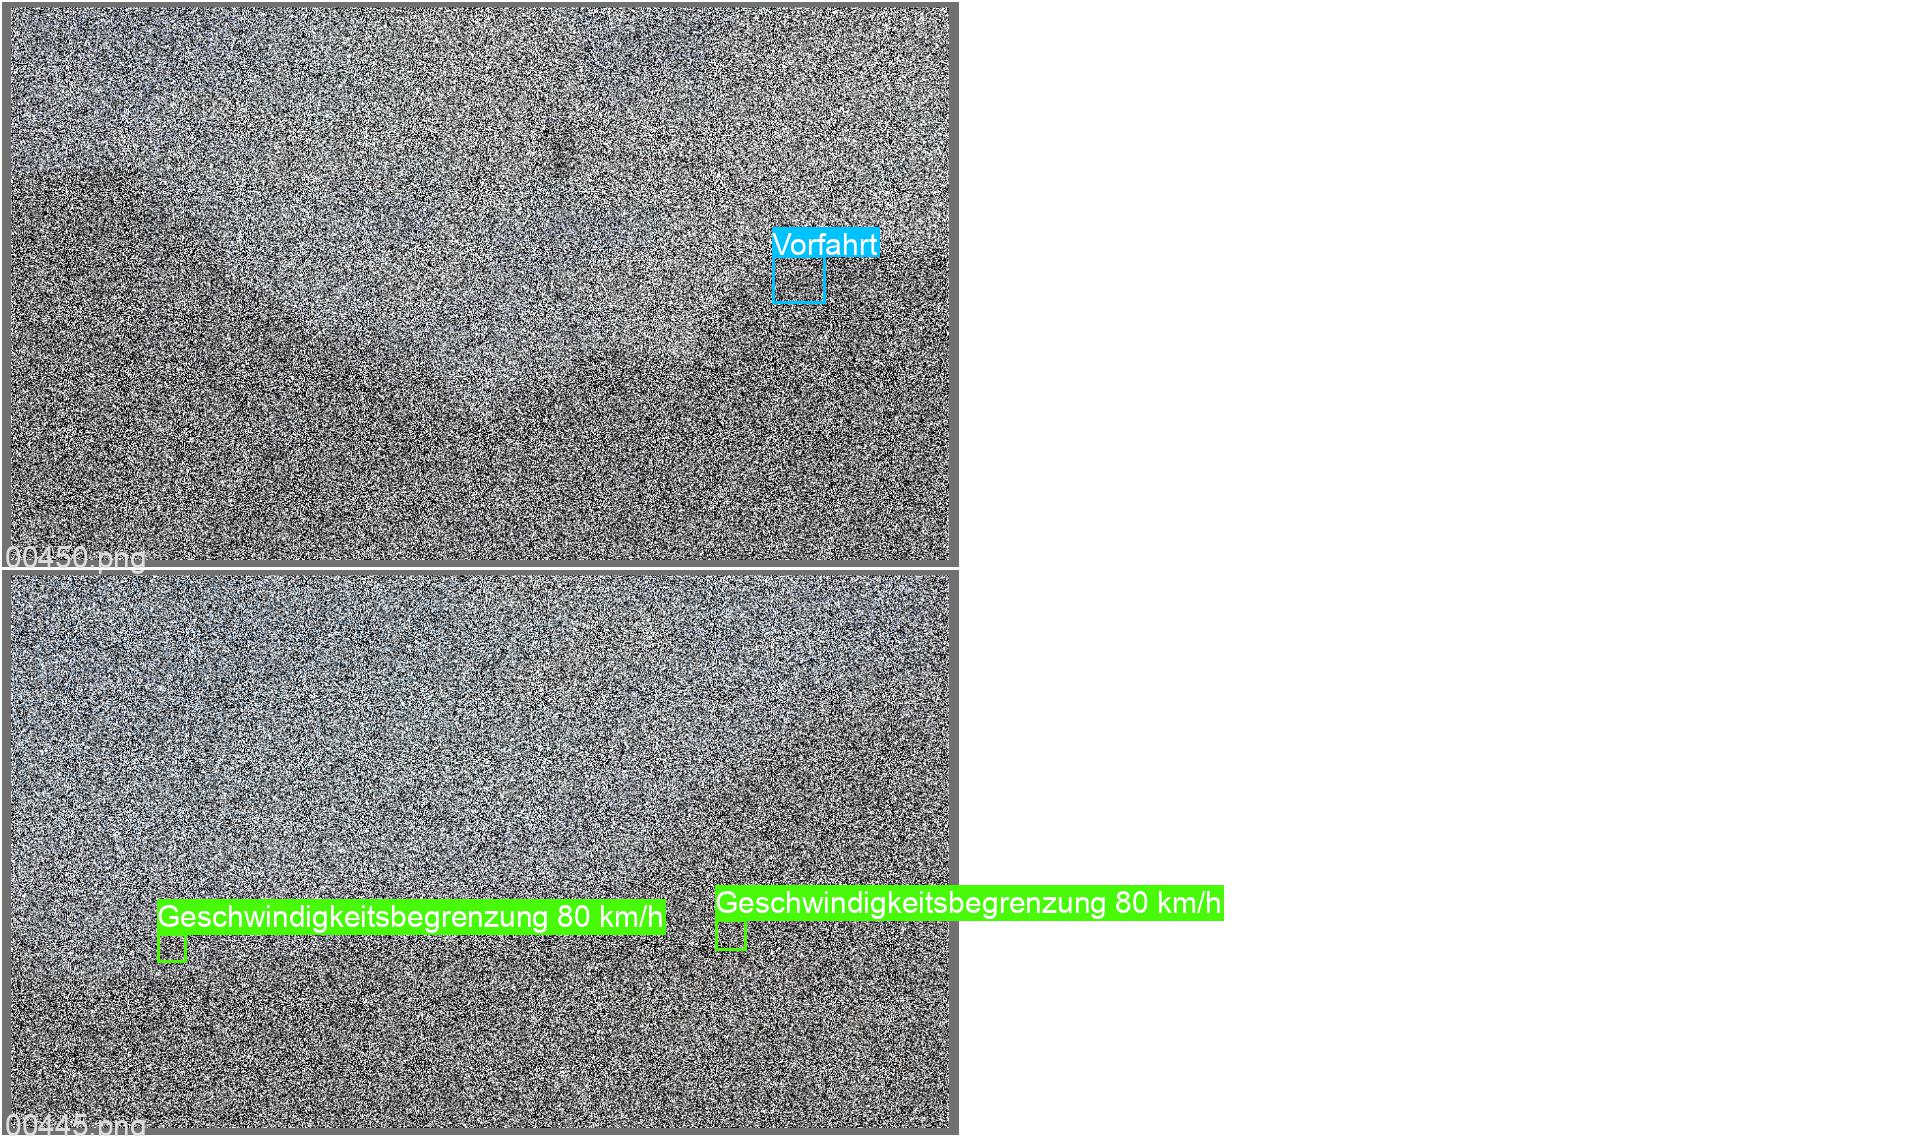 Vorfahrt
00450.png
Geschwindigkeitsbegrenzung 80 km/h
Geschwindigkeitsbegrenzung 80 km/h
00445.png